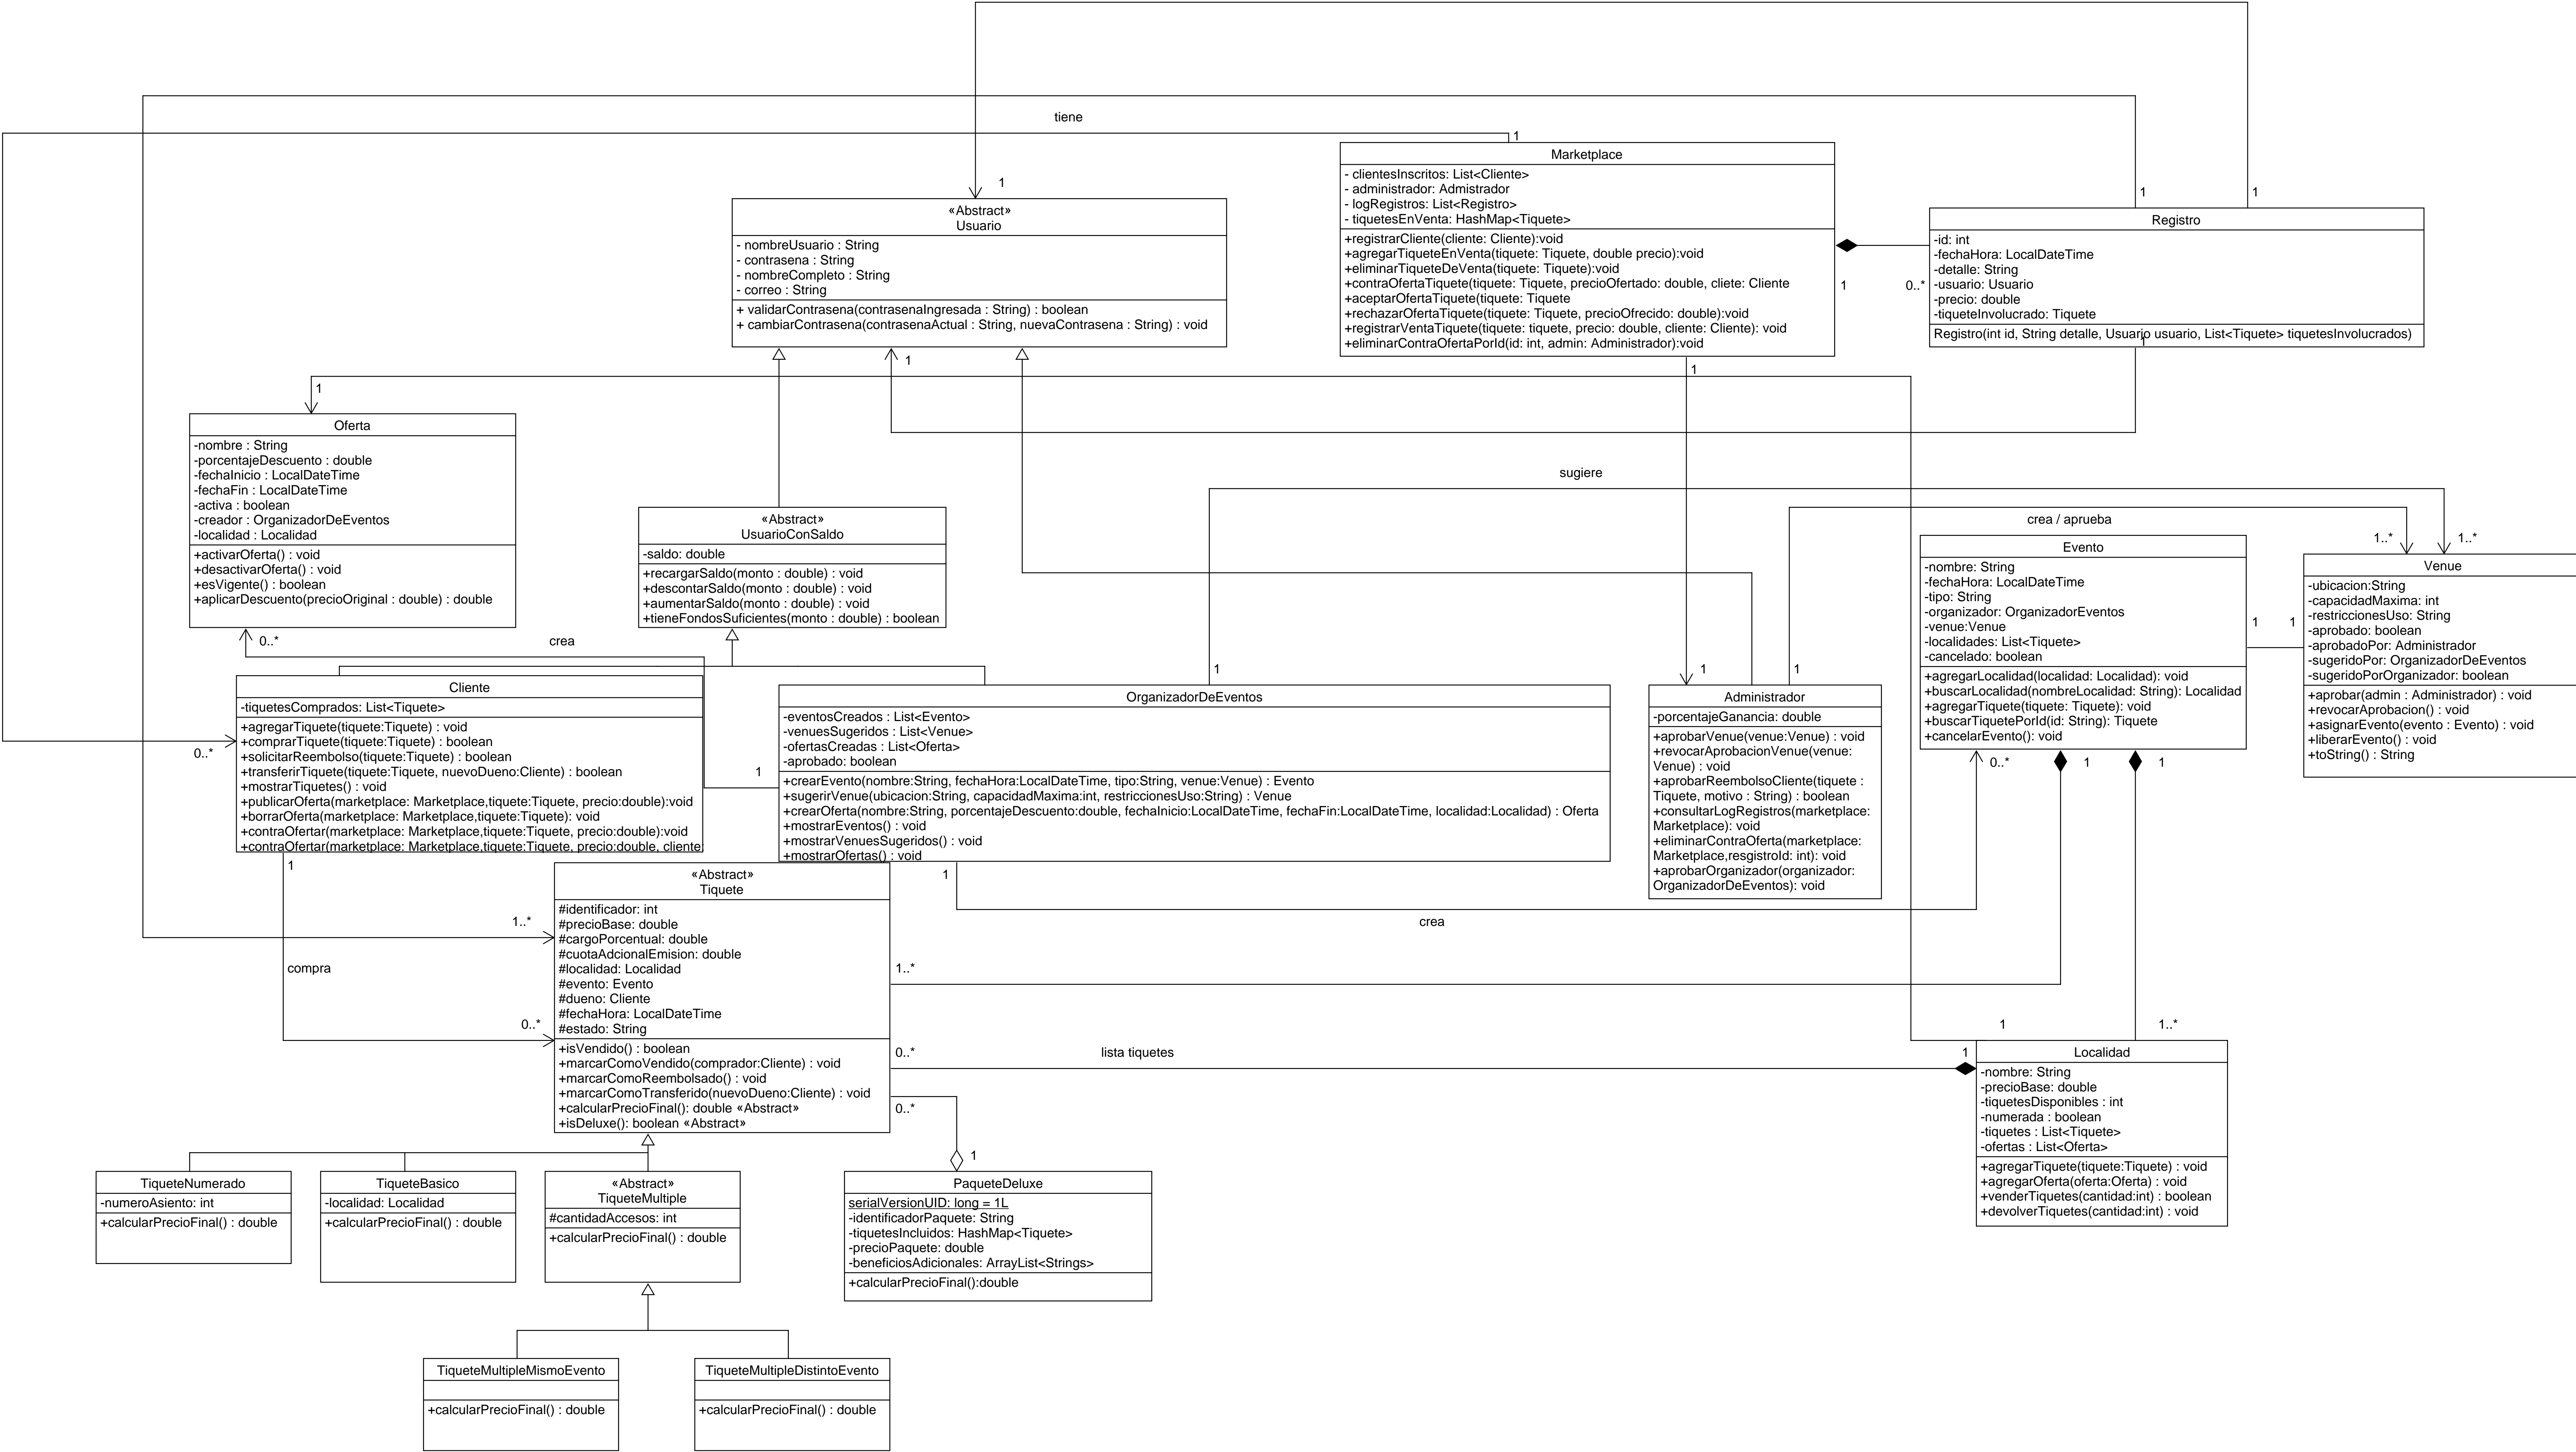 tiene
1
Marketplace
- clientesInscritos: List<Cliente>
- administrador: Admistrador
- logRegistros: List<Registro>
- tiquetesEnVenta: HashMap<Tiquete>
+registrarCliente(cliente: Cliente):void
+agregarTiqueteEnVenta(tiquete: Tiquete, double precio):void
+eliminarTiqueteDeVenta(tiquete: Tiquete):void
+contraOfertaTiquete(tiquete: Tiquete, precioOfertado: double, cliete: Cliente
+aceptarOfertaTiquete(tiquete: Tiquete
+rechazarOfertaTiquete(tiquete: Tiquete, precioOfrecido: double):void
+registrarVentaTiquete(tiquete: tiquete, precio: double, cliente: Cliente): void
+eliminarContraOfertaPorId(id: int, admin: Administrador):void
1
0..*
1
1
1
Registro
-id: int
-fechaHora: LocalDateTime
-detalle: String
-usuario: Usuario
-precio: double
-tiqueteInvolucrado: Tiquete
Registro(int id, String detalle, Usuario usuario, List<Tiquete> tiquetesInvolucrados)
1
1
«Abstract»
Usuario
- nombreUsuario : String
- contrasena : String
- nombreCompleto : String
- correo : String
+ validarContrasena(contrasenaIngresada : String) : boolean
+ cambiarContrasena(contrasenaActual : String, nuevaContrasena : String) : void
1
1
Oferta
-nombre : String
-porcentajeDescuento : double
-fechaInicio : LocalDateTime
-fechaFin : LocalDateTime
-activa : boolean
-creador : OrganizadorDeEventos
-localidad : Localidad
+activarOferta() : void
+desactivarOferta() : void
+esVigente() : boolean
+aplicarDescuento(precioOriginal : double) : double
0..*
crea
«Abstract»
UsuarioConSaldo
-saldo: double
+recargarSaldo(monto : double) : void
+descontarSaldo(monto : double) : void
+aumentarSaldo(monto : double) : void
+tieneFondosSuficientes(monto : double) : boolean
sugiere
crea / aprueba
1..*
1..*
Evento
-nombre: String
-fechaHora: LocalDateTime
-tipo: String
-organizador: OrganizadorEventos
-venue:Venue
-localidades: List<Tiquete>
-cancelado: boolean
+agregarLocalidad(localidad: Localidad): void
+buscarLocalidad(nombreLocalidad: String): Localidad
+agregarTiquete(tiquete: Tiquete): void
+buscarTiquetePorId(id: String): Tiquete
+cancelarEvento(): void
1
1
Venue
-ubicacion:String
-capacidadMaxima: int
-restriccionesUso: String
-aprobado: boolean
-aprobadoPor: Administrador
-sugeridoPor: OrganizadorDeEventos
-sugeridoPorOrganizador: boolean
+aprobar(admin : Administrador) : void
+revocarAprobacion() : void
+asignarEvento(evento : Evento) : void
+liberarEvento() : void
+toString() : String
0..*
Cliente
-tiquetesComprados: List<Tiquete>
+agregarTiquete(tiquete:Tiquete) : void
+comprarTiquete(tiquete:Tiquete) : boolean
+solicitarReembolso(tiquete:Tiquete) : boolean
+transferirTiquete(tiquete:Tiquete, nuevoDueno:Cliente) : boolean
+mostrarTiquetes() : void
+publicarOferta(marketplace: Marketplace,tiquete:Tiquete, precio:double):void
+borrarOferta(marketplace: Marketplace,tiquete:Tiquete): void
+contraOfertar(marketplace: Marketplace,tiquete:Tiquete, precio:double):void
+contraOfertar(marketplace: Marketplace,tiquete:Tiquete, precio:double, cliente
1
1
1
OrganizadorDeEventos
-eventosCreados : List<Evento>
-venuesSugeridos : List<Venue>
-ofertasCreadas : List<Oferta>
-aprobado: boolean
+crearEvento(nombre:String, fechaHora:LocalDateTime, tipo:String, venue:Venue) : Evento
+sugerirVenue(ubicacion:String, capacidadMaxima:int, restriccionesUso:String) : Venue
+crearOferta(nombre:String, porcentajeDescuento:double, fechaInicio:LocalDateTime, fechaFin:LocalDateTime, localidad:Localidad) : Oferta
+mostrarEventos() : void
+mostrarVenuesSugeridos() : void
+mostrarOfertas() : void
1
1
1
Administrador
-porcentajeGanancia: double
+aprobarVenue(venue:Venue) : void
+revocarAprobacionVenue(venue:
Venue) : void
+aprobarReembolsoCliente(tiquete :
Tiquete, motivo : String) : boolean
+consultarLogRegistros(marketplace:
Marketplace): void
+eliminarContraOferta(marketplace:
Marketplace,resgistroId: int): void
+aprobarOrganizador(organizador:
OrganizadorDeEventos): void
0..*
1
1
crea
compra
1..*
0..*
«Abstract»
Tiquete
#identificador: int
#precioBase: double
#cargoPorcentual: double
#cuotaAdcionalEmision: double
#localidad: Localidad
#evento: Evento
#dueno: Cliente
#fechaHora: LocalDateTime
#estado: String
+isVendido() : boolean
+marcarComoVendido(comprador:Cliente) : void
+marcarComoReembolsado() : void
+marcarComoTransferido(nuevoDueno:Cliente) : void
+calcularPrecioFinal(): double «Abstract»
+isDeluxe(): boolean «Abstract»
1..*
0..*
lista tiquetes
0..*
1
1
1
1..*
Localidad
-nombre: String
-precioBase: double
-tiquetesDisponibles : int
-numerada : boolean
-tiquetes : List<Tiquete>
-ofertas : List<Oferta>
+agregarTiquete(tiquete:Tiquete) : void
+agregarOferta(oferta:Oferta) : void
+venderTiquetes(cantidad:int) : boolean
+devolverTiquetes(cantidad:int) : void
TiqueteNumerado
-numeroAsiento: int
+calcularPrecioFinal() : double
TiqueteBasico
-localidad: Localidad
+calcularPrecioFinal() : double
«Abstract»
TiqueteMultiple
#cantidadAccesos: int
+calcularPrecioFinal() : double
PaqueteDeluxe
serialVersionUID: long = 1L
-identificadorPaquete: String
-tiquetesIncluidos: HashMap<Tiquete>
-precioPaquete: double
-beneficiosAdicionales: ArrayList<Strings>
+calcularPrecioFinal():double
TiqueteMultipleMismoEvento
+calcularPrecioFinal() : double
TiqueteMultipleDistintoEvento
+calcularPrecioFinal() : double